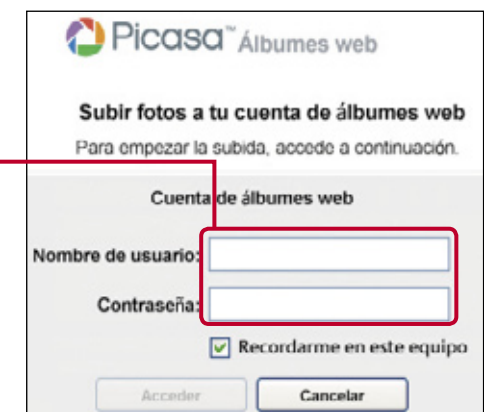 Picasa™ Álbumes web
Subir fotos a tu cuenta de álbumes web
Para empezar la subida, accede a continuación.
Cuenta de álbumes web
Nombre de usuario:
Contraseña:
Recordarme en este equipo
Acceder Cancelar